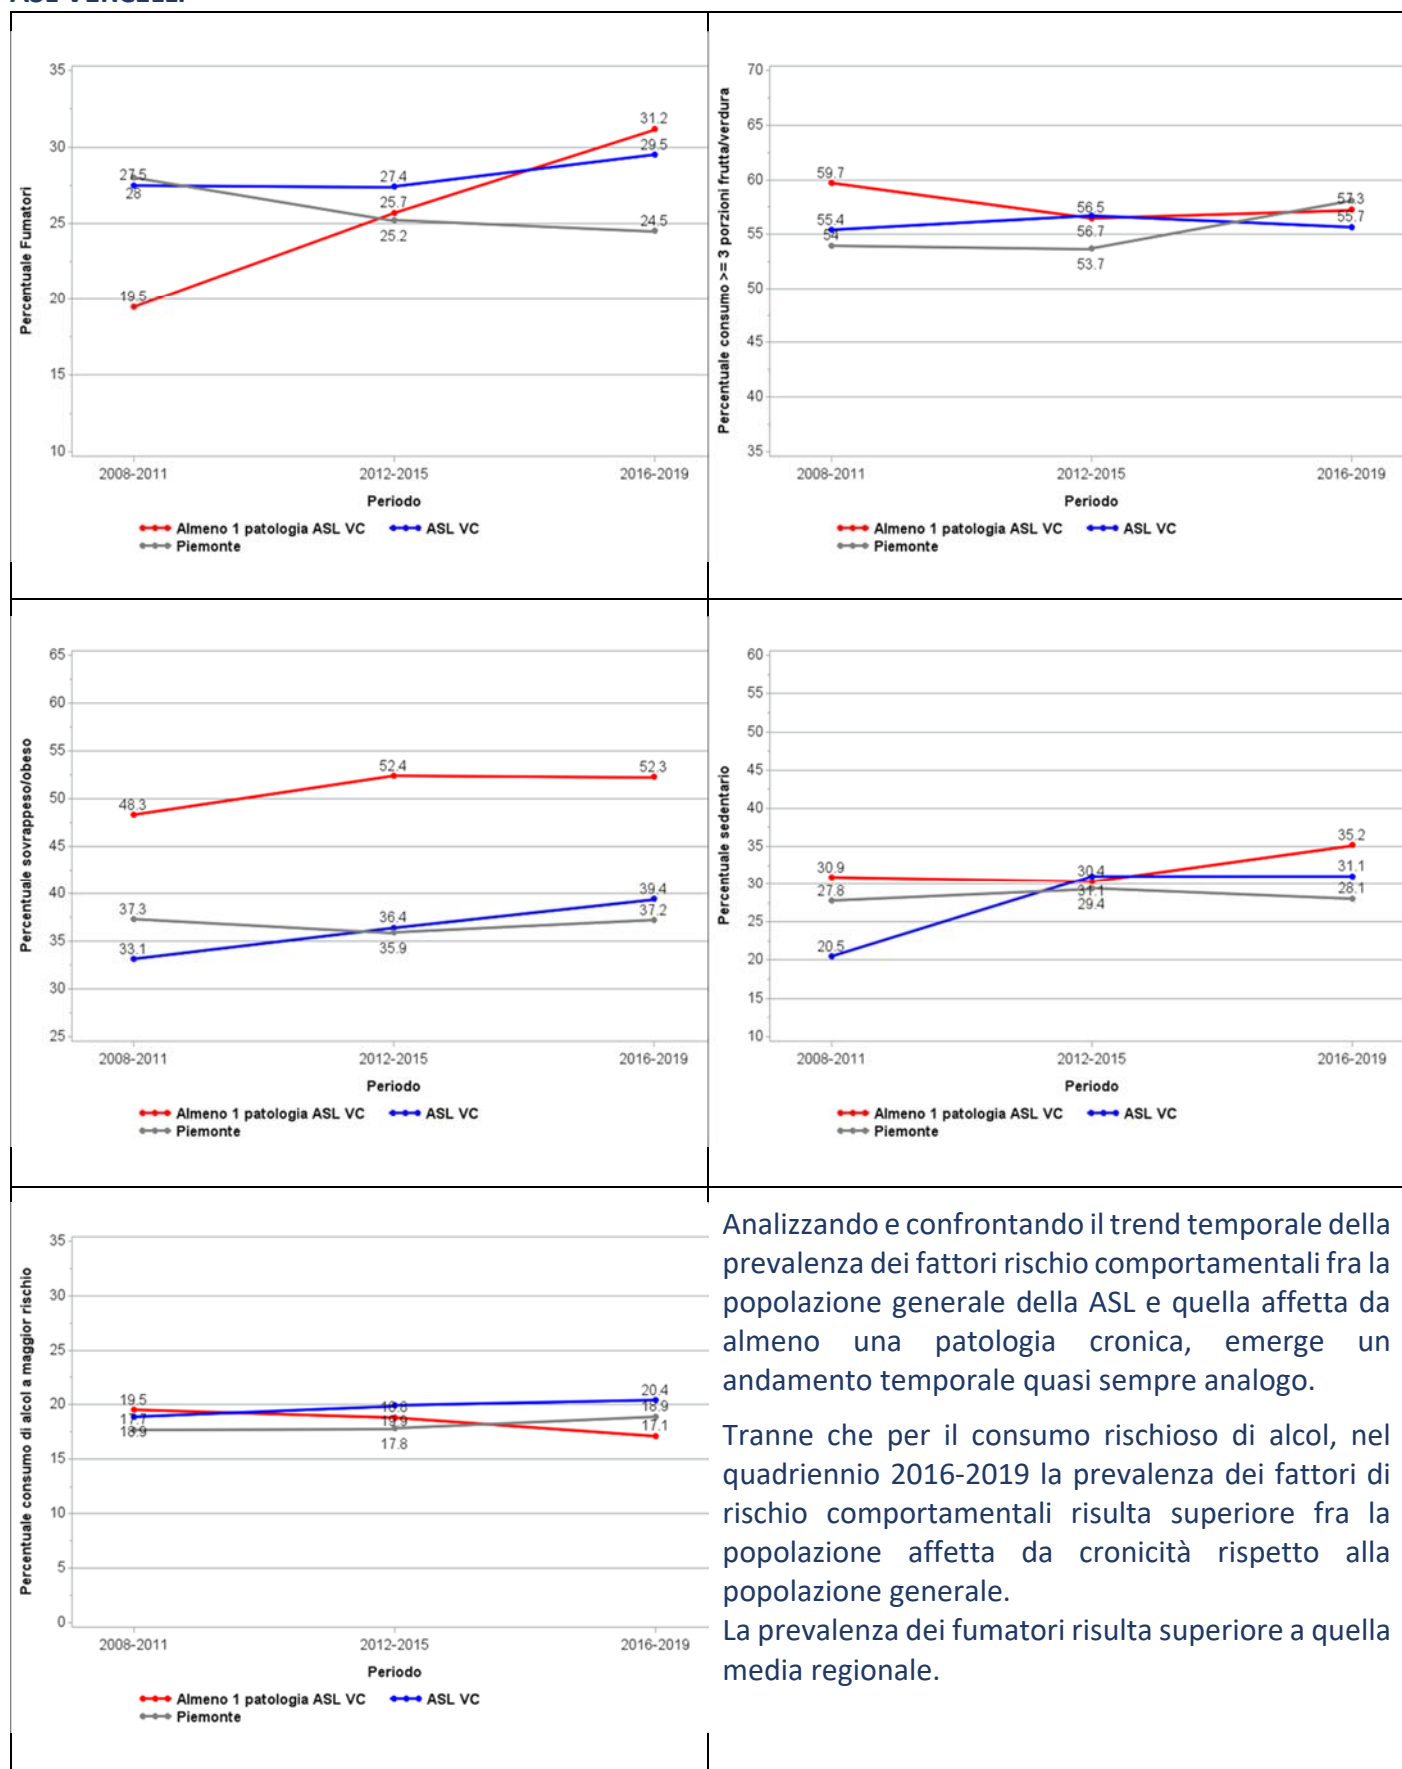 ASL VERCELLI
Percentuale Fumatori
35
30
25
20
15
10
27.5
28
19.5
27.4
25.7
25.2
31.2
29.5
24.5
2008-2011
2012-2015
2016-2019
Periodo
Almeno 1 patologia ASL VC
ASL VC
Piemonte
Percentuale consumo >= 3 porzioni frutta/verdura
70
65
60
55
50
45
40
35
59.7
55.4
54
56.5
56.7
53.7
57.3
55.7
2008-2011
2012-2015
2016-2019
Periodo
Almeno 1 patologia ASL VC
ASL VC
Piemonte
Percentuale sovrappeso/obeso
65
60
55
50
45
40
35
30
25
48.3
37.3
33.1
52.4
36.4
35.9
52.3
39.4
37.2
2008-2011
2012-2015
2016-2019
Periodo
Almeno 1 patologia ASL VC
ASL VC
Piemonte
Percentuale sedentario
60
55
50
45
40
35
30
25
20
15
10
30.9
27.8
20.5
30.4
31.1
29.4
35.2
31.1
28.1
2008-2011
2012-2015
2016-2019
Periodo
Almeno 1 patologia ASL VC
ASL VC
Piemonte
Percentuale consumo di alcol a maggior rischio
35
30
25
20
15
10
5
0
19.5
17.7
18.9
18.8
19.9
17.8
20.4
18.9
17.1
2008-2011
2012-2015
2016-2019
Periodo
Almeno 1 patologia ASL VC
ASL VC
Piemonte
Analizzando e confrontando il trend temporale della
prevalenza dei fattori rischio comportamentali fra la
popolazione generale della ASL e quella affetta da
almeno una patologia cronica, emerge un
andamento temporale quasi sempre analogo.
Tranne che per il consumo rischioso di alcol, nel
quadriennio 2016-2019 la prevalenza dei fattori di
rischio comportamentali risulta superiore fra la
popolazione affetta da cronicità rispetto alla
popolazione generale.
La prevalenza dei fumatori risulta superiore a quella
media regionale.